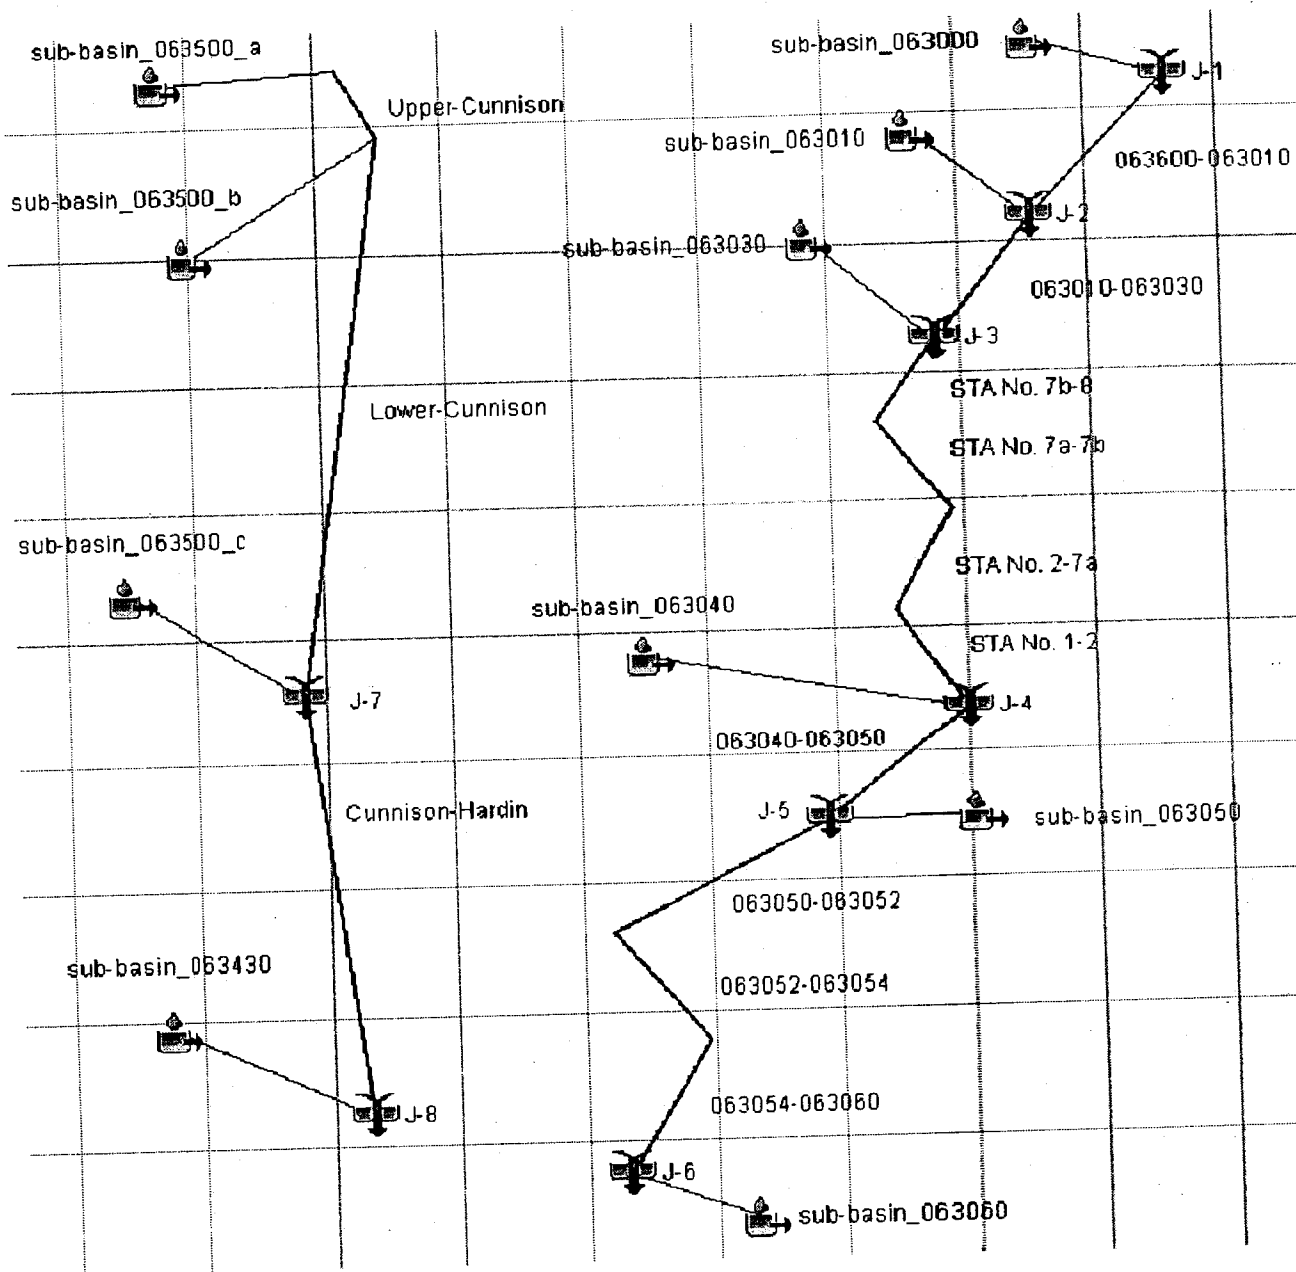 sub-basin_063500_a
sub-basin_063000
J-1
Upper-Cunnison
sub-basin_063010
063600-063010
sub-basin_063500_b
J-2
sub-basin_063030
063010-063030
J-3
STA No. 7b-8
Lower-Cunnison
STA No. 7a-7b
sub-basin_063500_c
STA No. 2-7a
sub-basin_063040
STA No. 1-2
J-7
J-4
063040-063050
Cunnison-Hardin
J-5
sub-basin_063050
063050-063052
sub-basin_063430
063052-063054
063054-063060
J-8
J-6
sub-basin_063060